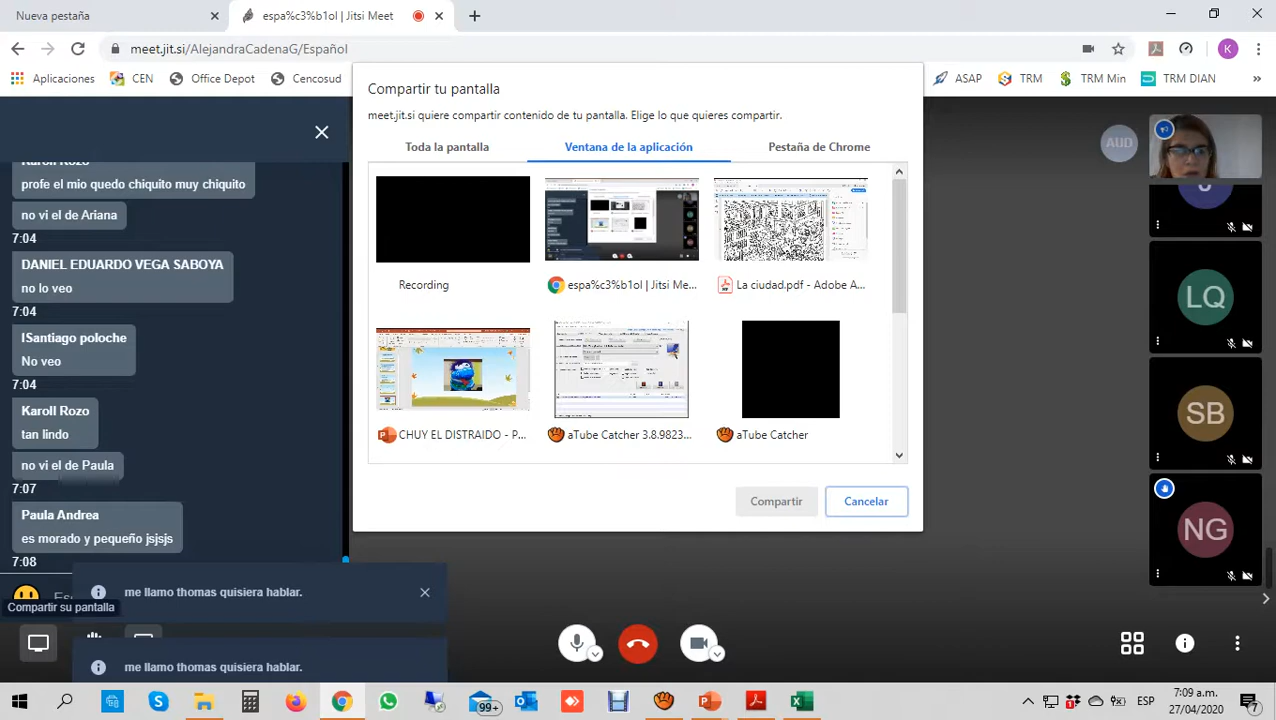 Nueva pestaña
espa%c3%b1ol | Jitsi Meet
meet.jit.si/AlejandraCadenaG/Español
K
Aplicaciones
CEN
Office Depot
Cencosud
ASAP
TRM
TRM Min
TRM DIAN
Compartir tu pantalla
meet.jit.si quiere compartir contenido de tu pantalla. Elige lo que quieres compartir.
Toda la pantalla
Ventana de la aplicación
Pestaña de Chrome
Recording
espa%c3%b1ol | Jitsi Me...
La ciudad.pdf - Adobe A...
CHUY EL DISTRAIDO - P...
aTube Catcher 3.8.9823...
aTube Catcher
Compartir
Cancelar
Karoll Rozo
profe el mio quedo chiquito muy chiquito
no vi el de Ariana
7:04
DANIEL EDUARDO VEGA SABOYA
no lo veo
7:04
!Santiago.paloche
No veo
7:04
Karoll Rozo
tan lindo
no vi el de Paula
7:07
Paula Andrea
es morado y pequeño jsjsjs
7:08
me llamo thomas quisiera hablar.
Compartir su pantalla
me llamo thomas quisiera hablar.
AUD
LQ
SB
NG
99+
ESP
7:09 a.m.
27/04/2020
7